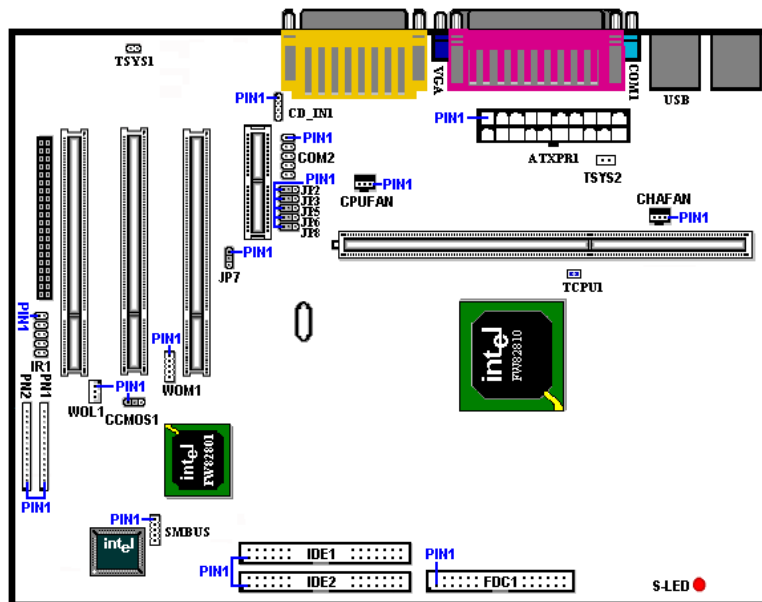 TSYS1
VGA
COM1
USB
PIN1
CD_IN1
PIN1
ATXPR1
TSYS2
PIN1
COM2
PIN1
JP2
JP3
JP5
JP6
JP8
PIN1
CPUFAN
CHAFAN
PIN1
PIN1
JP7
TCPU1
PIN1
IR1
intel
FW82810
PIN1
WOM1
PN2
PN1
PIN1
WOL1
CCMOS1
intel
FW82801
PIN1
PIN1
SMBUS
intel
IDE1
PIN1
IDE2
PIN1
FDC1
S-LED